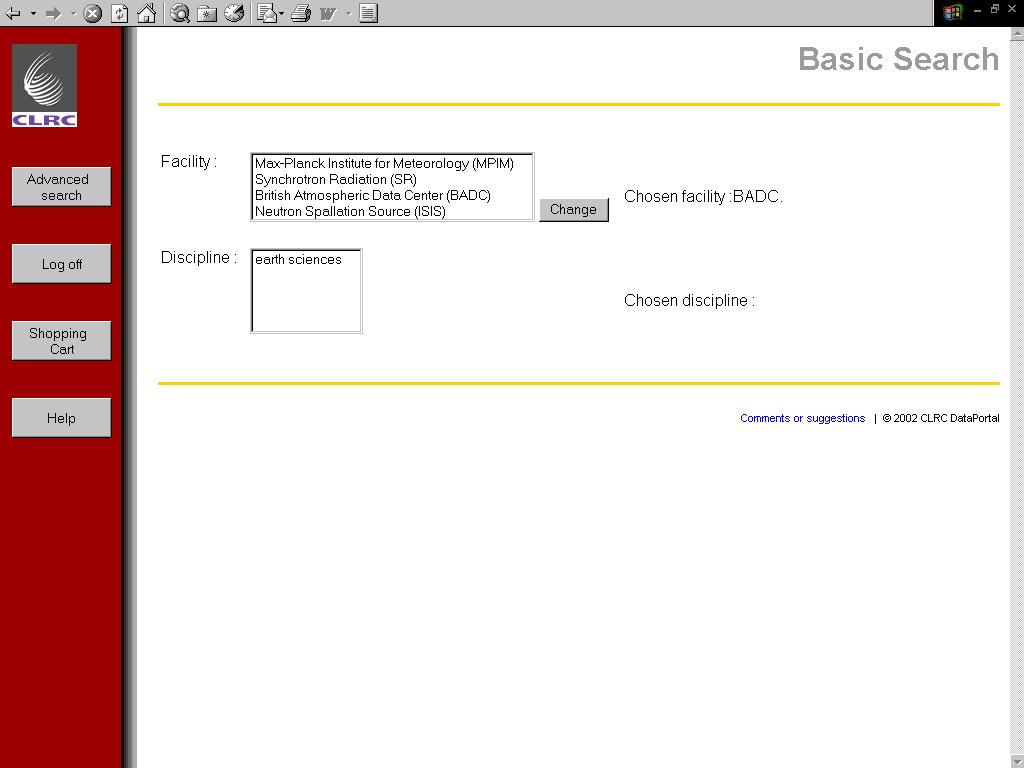 Basic Search
CLRC
Advanced
search
Log off
Shopping
Cart
Help
Facility :
Max-Planck Institute for Meteorology (MPIM)
Synchrotron Radiation (SR)
British Atmospheric Data Center (BADC)
Neutron Spallation Source (ISIS)
Change
Chosen facility :BADC.
Discipline :
earth sciences
Chosen discipline :
Comments or suggestions | © 2002 CLRC DataPortal